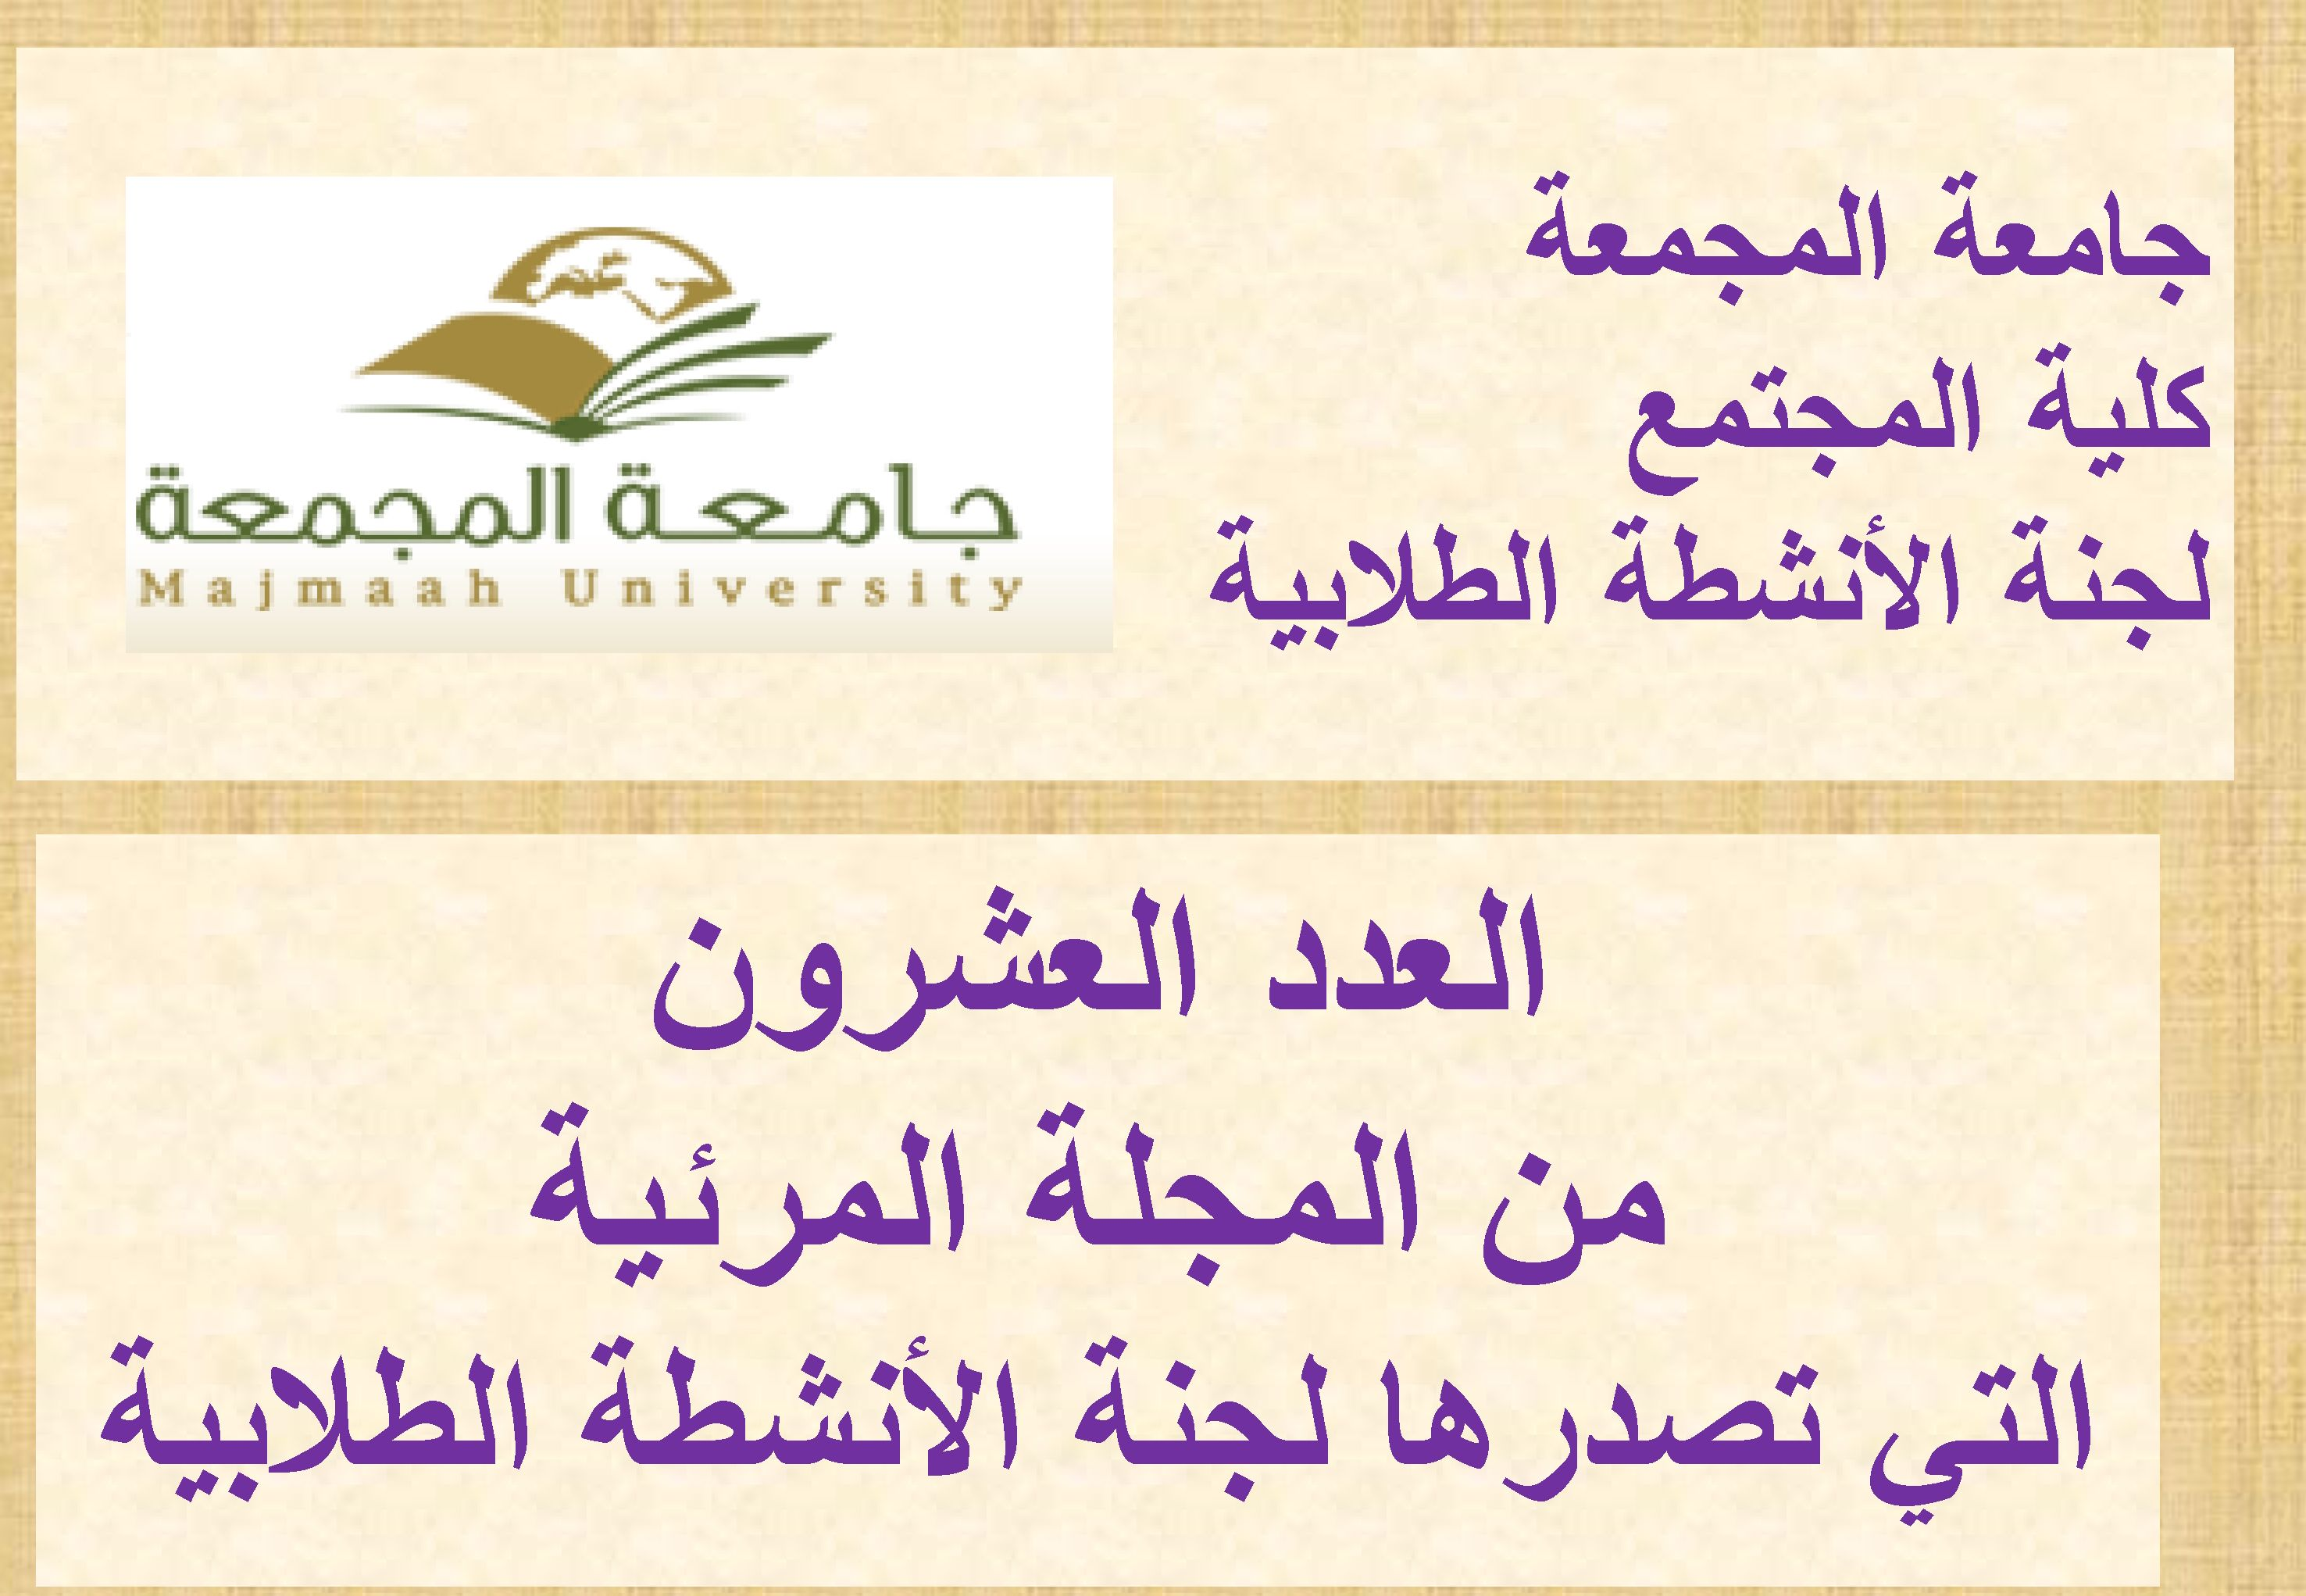 جامعة المجمعة
كلية المجتمع
لجنة الأنشطة الطلابية
جامعة المجمعة
Majmaah University
العدد العشرون
من المجلة المرئية
التي تصدرها لجنة الأنشطة الطلابية